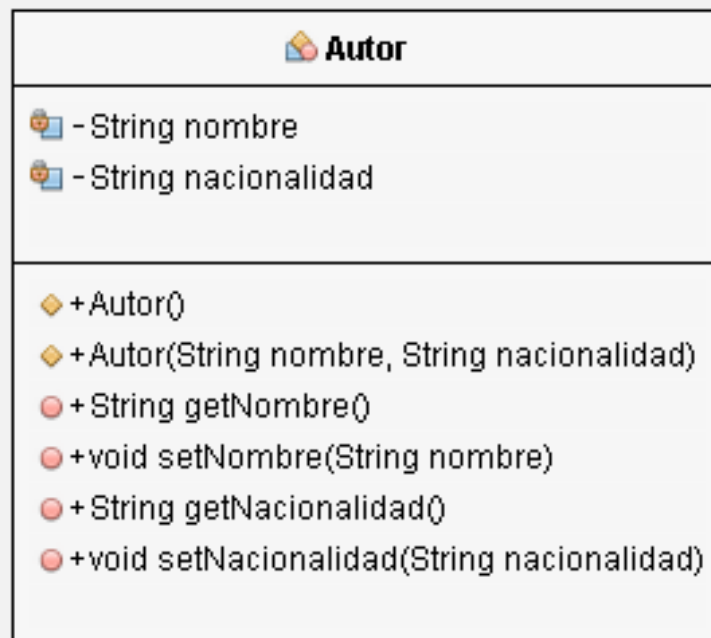 Autor
-String nombre
-String nacionalidad
+Autor()
+Autor(String nombre, String nacionalidad)
+String getNombre()
+void setNombre(String nombre)
+String getNacionalidad()
+void setNacionalidad(String nacionalidad)